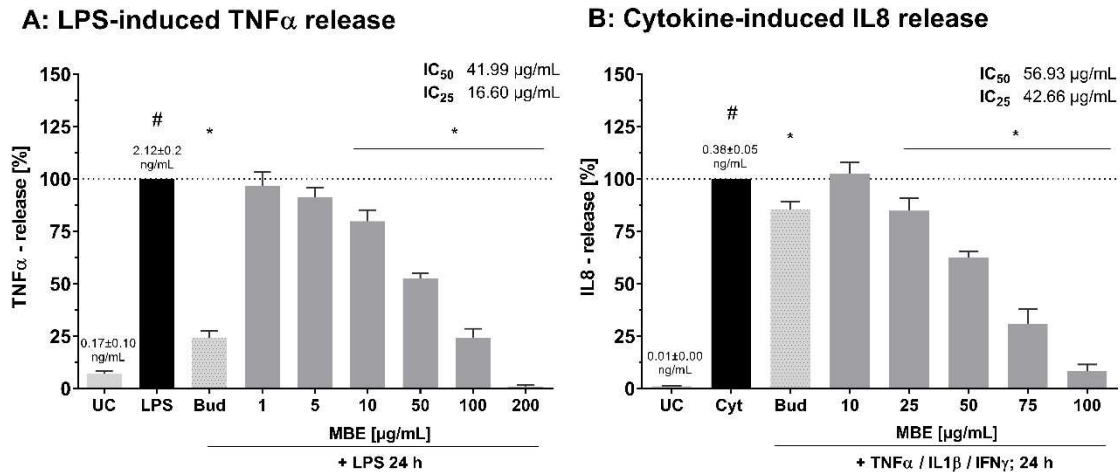 A: LPS-induced TNFα release
IC50 41.99 µg/mL
IC25 16.60 µg/mL
TNFα - release [%]
150
125
100
75
50
25
0
#
2.12±0.2
ng/mL
*
*
0.17±0.10
ng/mL
UC LPS Bud 1 5 10 50 100 200
MBE [µg/mL]
+ LPS 24 h
B: Cytokine-induced IL8 release
IC50 56.93 µg/mL
IC25 42.66 µg/mL
IL8 - release [%]
150
125
100
75
50
25
0
#
0.38±0.05
ng/mL
*
*
0.01±0.00
ng/mL
UC Cyt Bud 10 25 50 75 100
MBE [µg/mL]
+ TNFα / IL1β / IFNγ; 24 h